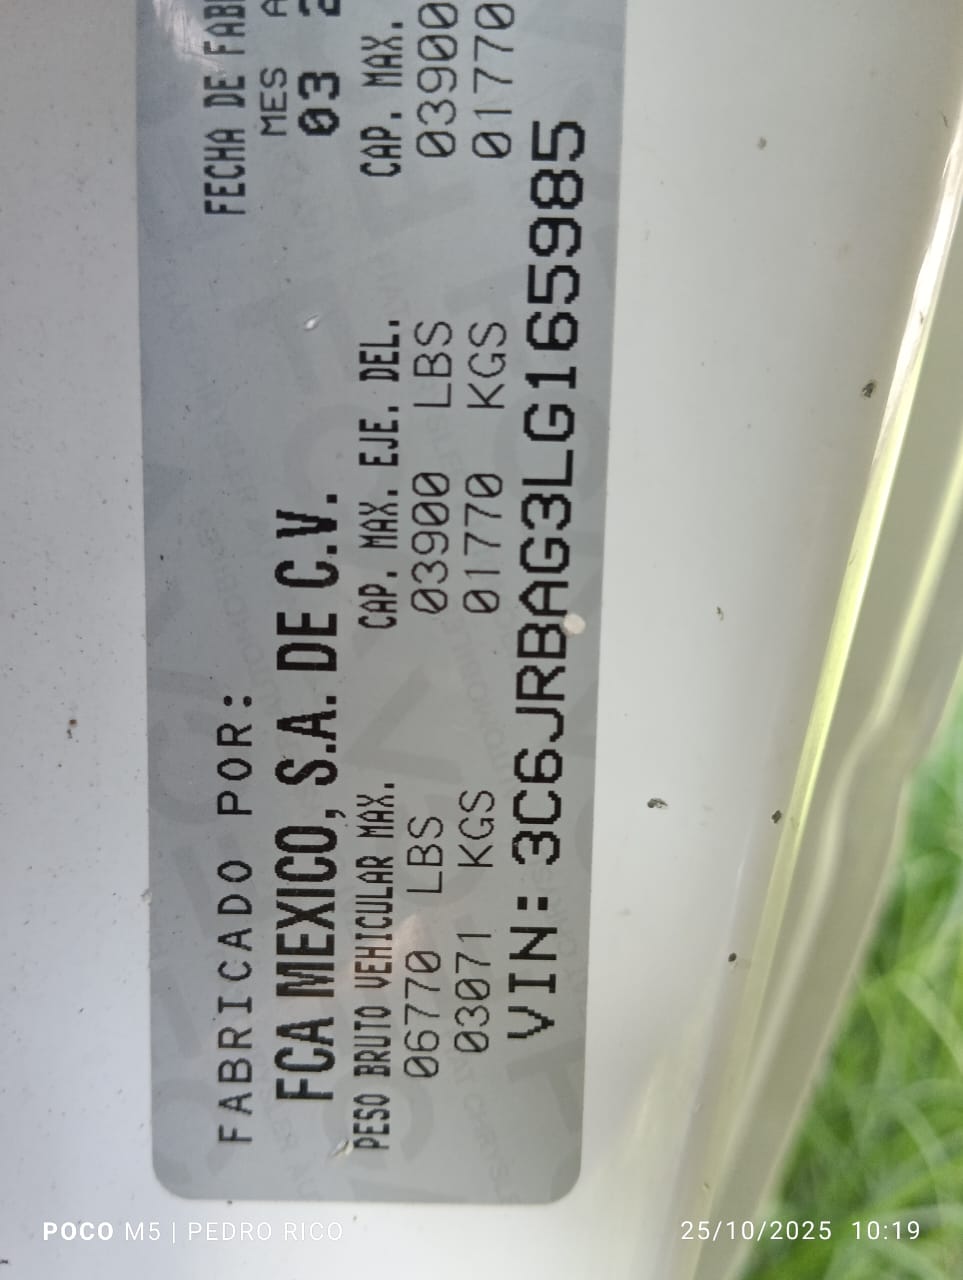 FABRICADO POR:
FECHA DE FABR
FCA MEXICO, S.A. DE C.V.
MES A
03 2
PESO BRUTO VEHICULAR MAX.
CAP. MAX. EJE. DEL.
CAP. MAX.
06770 LBS
03900 LBS
03900
03071 KGS
01770 KGS
01770
VIN: 3C6JRBAG3LG165985
POCO M5 | PEDRO RICO
25/10/2025 10:19